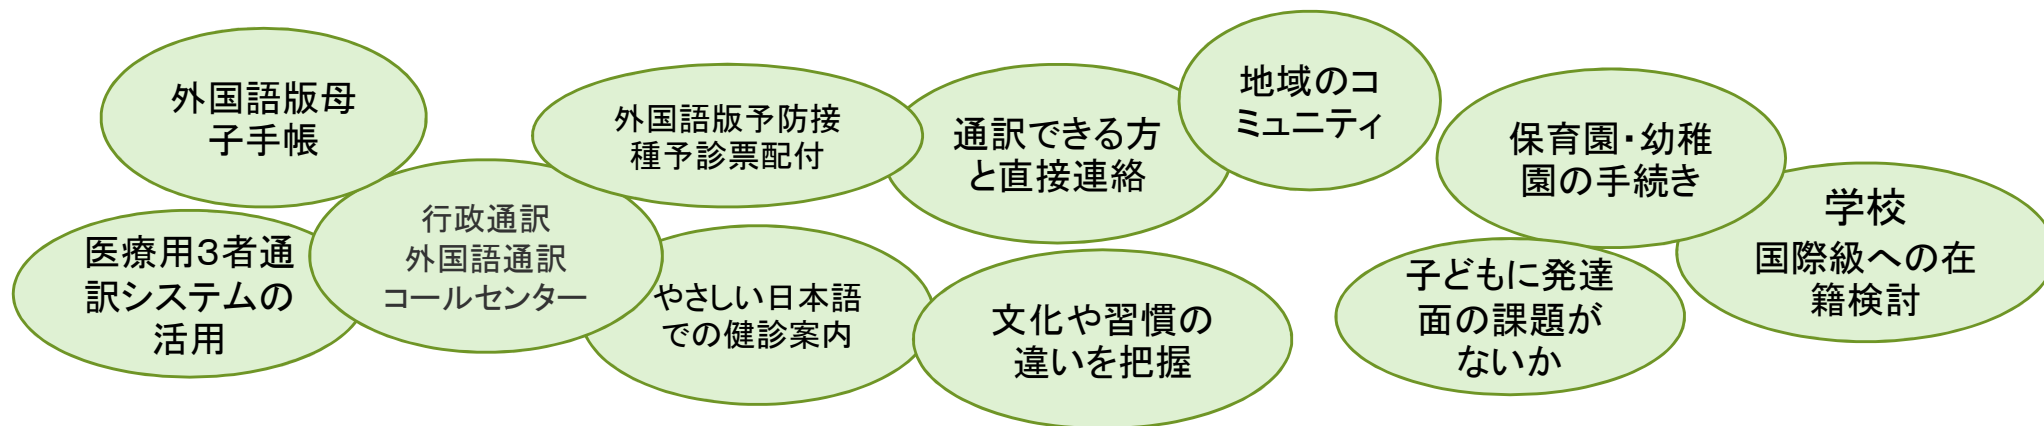 外国語版母
子手帳
医療用3者通
訳システムの
活用
行政通訳
外国語通訳
コールセンター
外国語版予防接
種予診票配付
やさしい日本語
での健診案内
通訳できる方
と直接連絡
文化や習慣の
違いを把握
地域のコ
ミュニティ
保育園・幼稚
園の手続き
子どもに発達
面の課題が
ないか
学校
国際級への在
籍検討